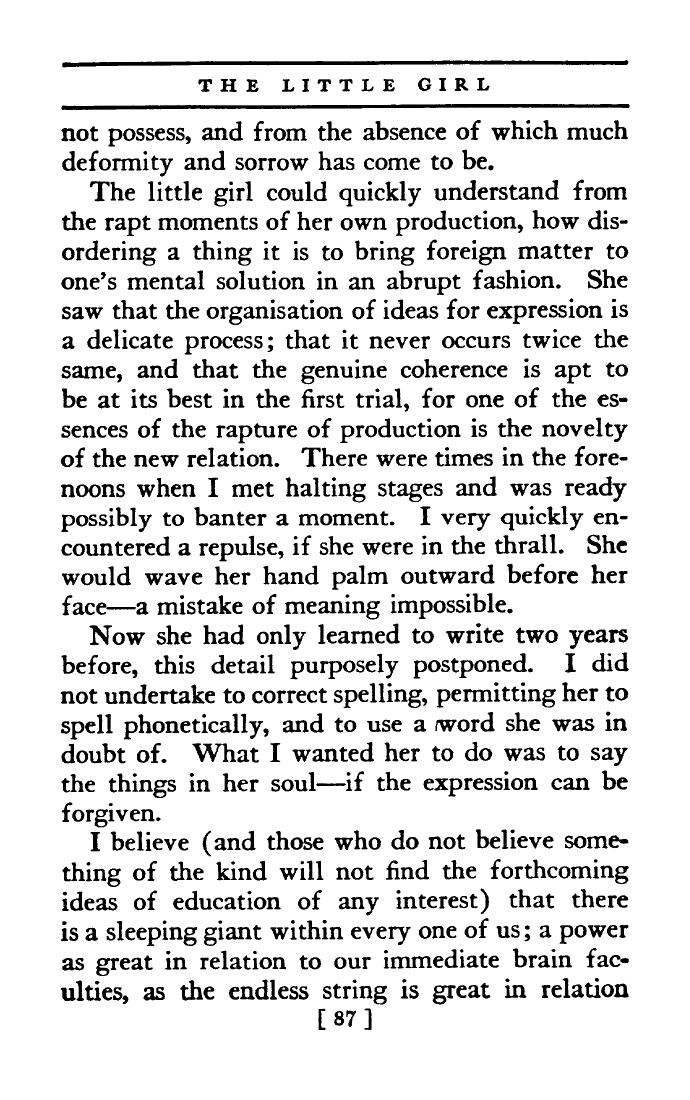 THE LITTLE GIRL
not possess, and from the absence of which much
deformity and sorrow has come to be.
The little girl could quickly understand from
the rapt moments of her own production, how dis-
ordering a thing it is to bring foreign matter to
one's mental solution in an abrupt fashion. She
saw that the organisation of ideas for expression is
a delicate process; that it never occurs twice the
same, and that the genuine coherence is apt to
be at its best in the first trial, for one of the es-
sences of the rapture of production is the novelty
of the new relation. There were times in the fore-
noons when I met halting stages and was ready
possibly to banter a moment. I very quickly en-
countered a repulse, if she were in the thrall. She
would wave her hand palm outward before her
face—a mistake of meaning impossible.
Now she had only learned to write two years
before, this detail purposely postponed. I did
not undertake to correct spelling, permitting her to
spell phonetically, and to use a word she was in
doubt of. What I wanted her to do was to say
the things in her soul—if the expression can be
forgiven.
I believe (and those who do not believe some-
thing of the kind will not find the forthcoming
ideas of education of any interest) that there
is a sleeping giant within every one of us; a power
as great in relation to our immediate brain fac-
ulties, as the endless string is great in relation
[ 87 ]